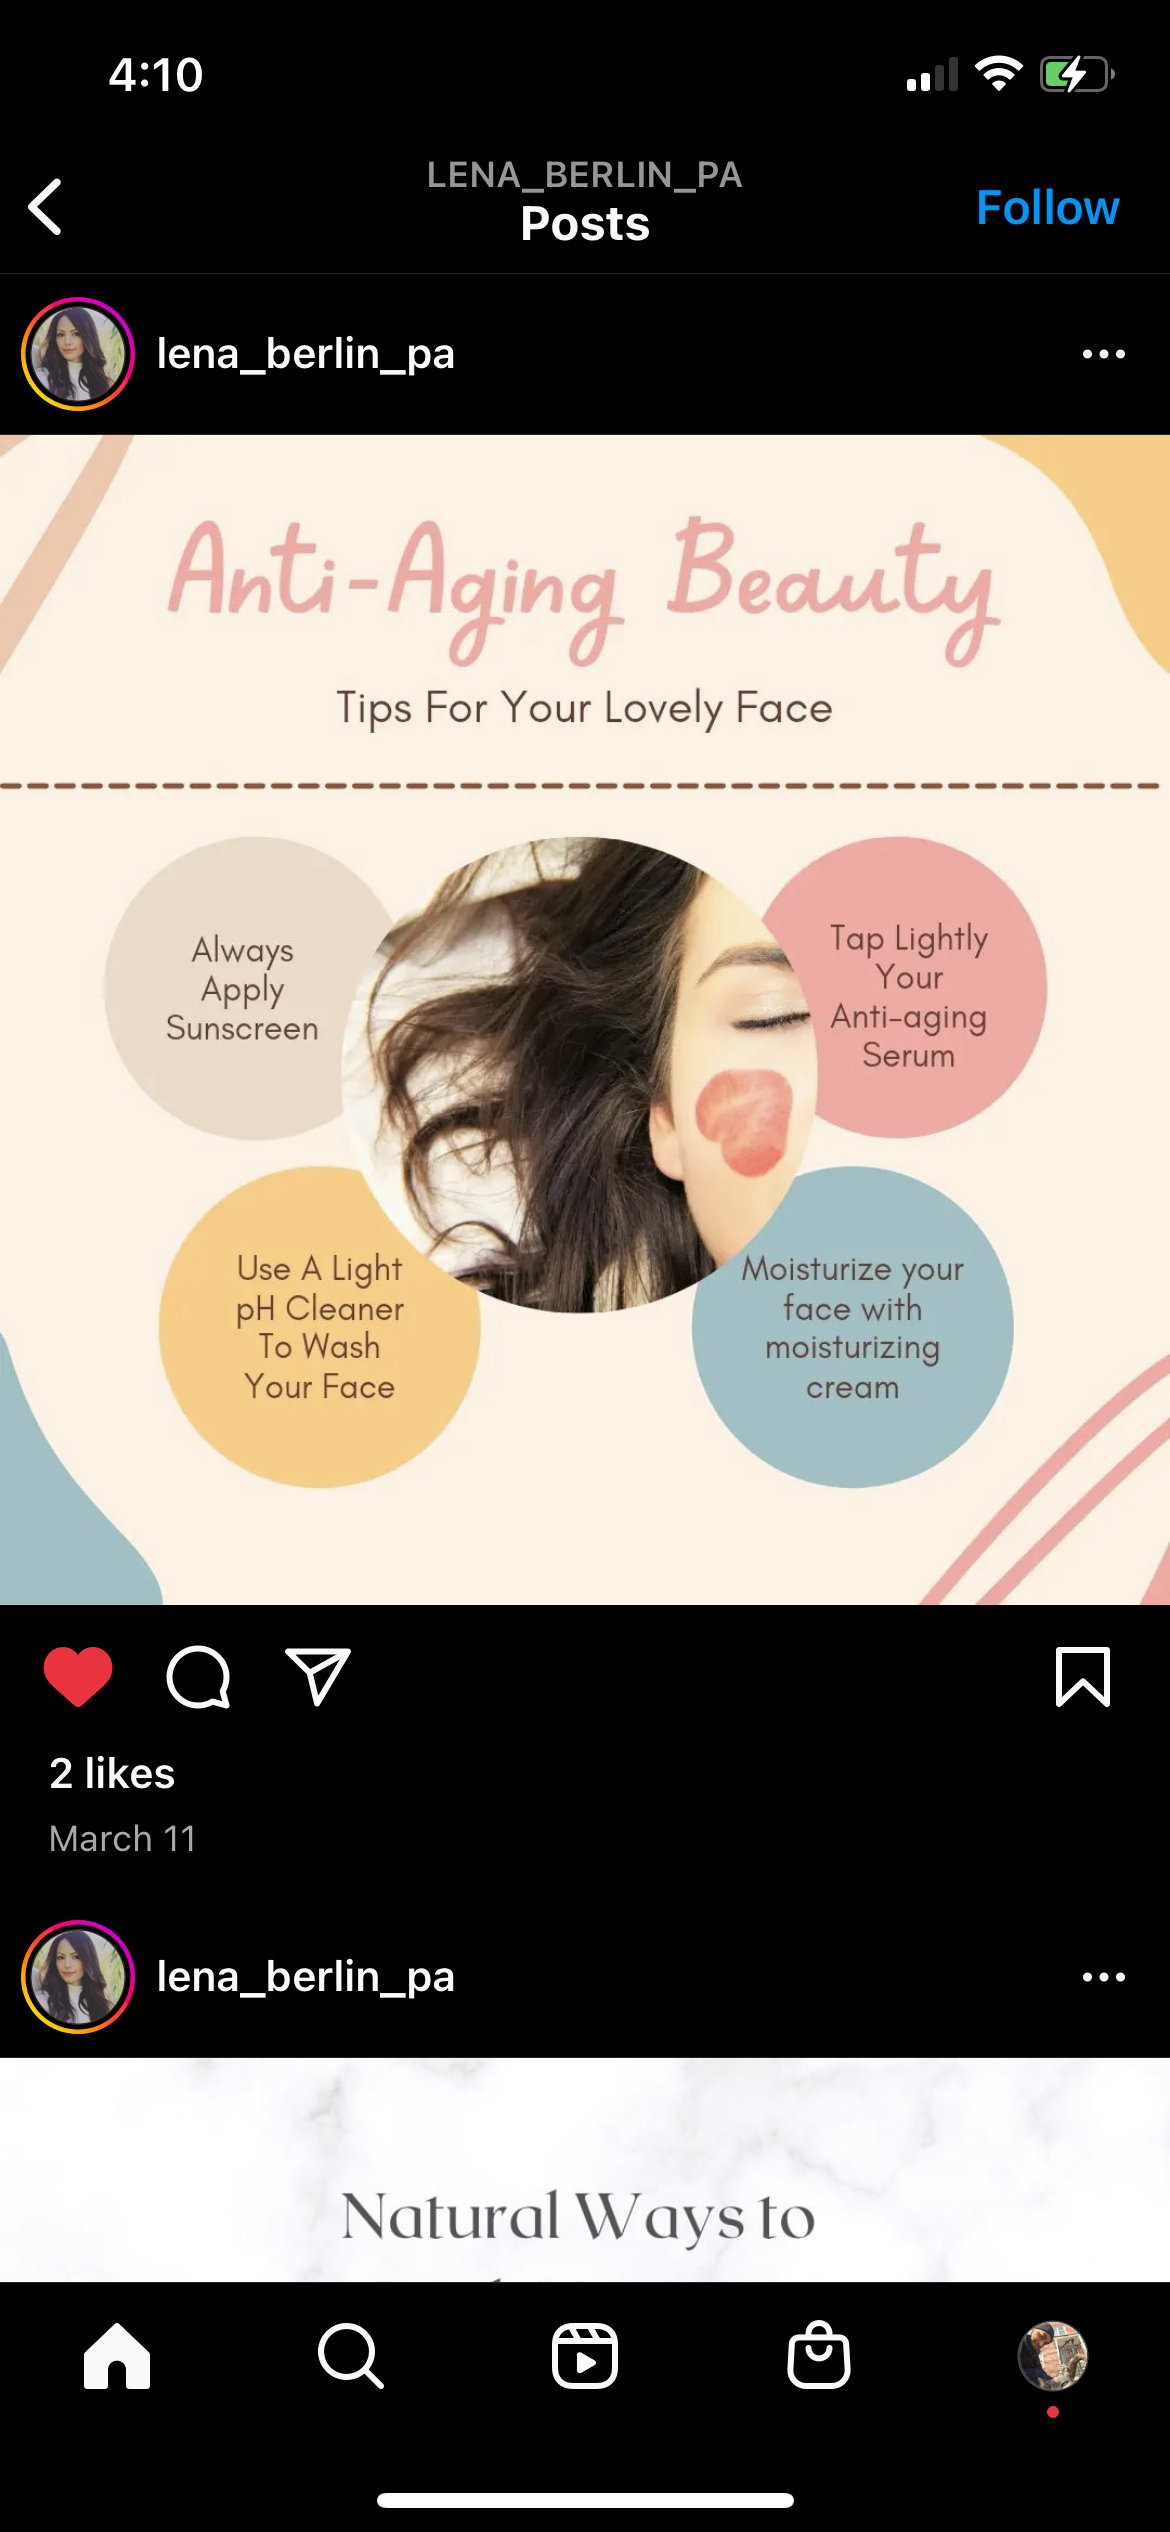 4:10
LENA_BERLIN_PA
Posts
Follow
lena_berlin_pa
Anti-Aging Beauty
Tips For Your Lovely Face
Always
Apply
Sunscreen
Tap Lightly
Your
Anti-aging
Serum
Use A Light
pH Cleaner
To Wash
Your Face
Moisturize your
face with
moisturizing
cream
2 likes
March 11
lena_berlin_pa
Natural Ways to